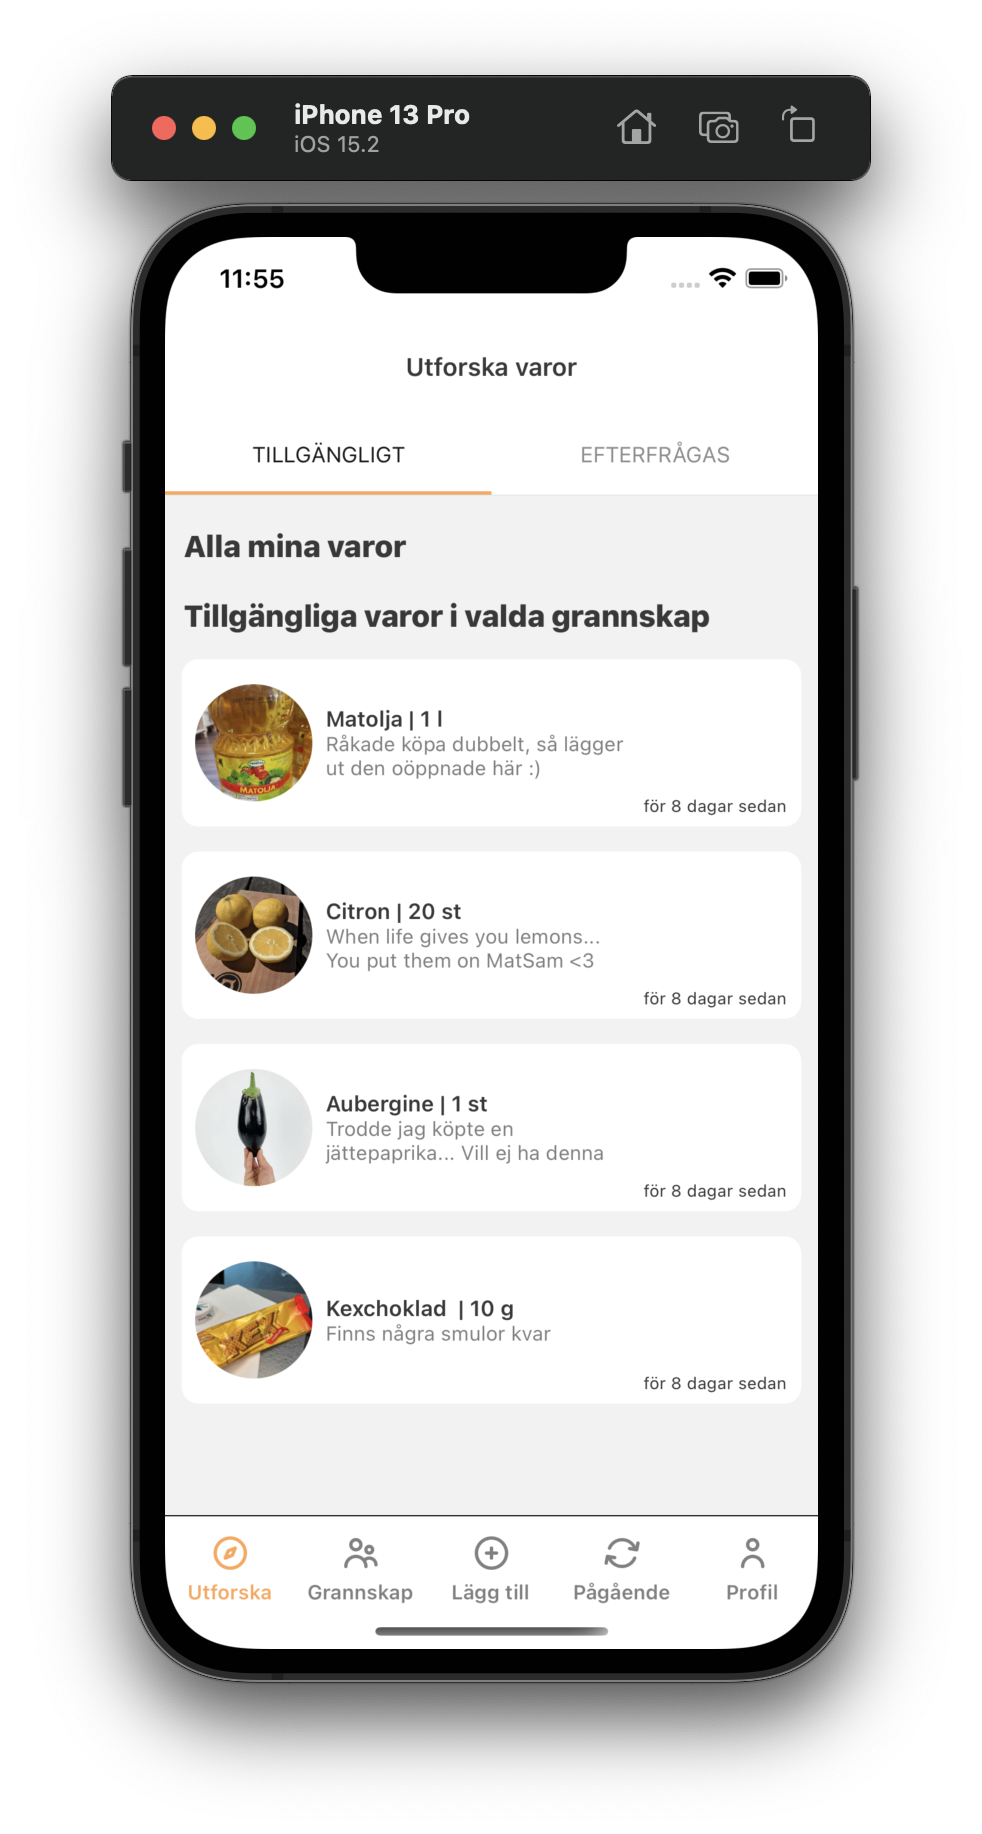 iPhone 13 Pro
iOS 15.2
11:55
Utforska varor
TILLGÄNGLIGT
EFTERFRÅGAS
Alla mina varor
Tillgängliga varor i valda grannskap
Matolja | 1 l
Råkade köpa dubbelt, så lägger
ut den oöppnade här :)
för 8 dagar sedan
MATOLJA
Citron | 20 st
When life gives you lemons...
You put them on MatSam <3
för 8 dagar sedan
Aubergine | 1 st
Trodde jag köpte en
jättepaprika... Vill ej ha denna
för 8 dagar sedan
Kexchoklad | 10 g
Finns några smulor kvar
för 8 dagar sedan
KEX
Utforska
Grannskap
Lägg till
Pågående
Profil